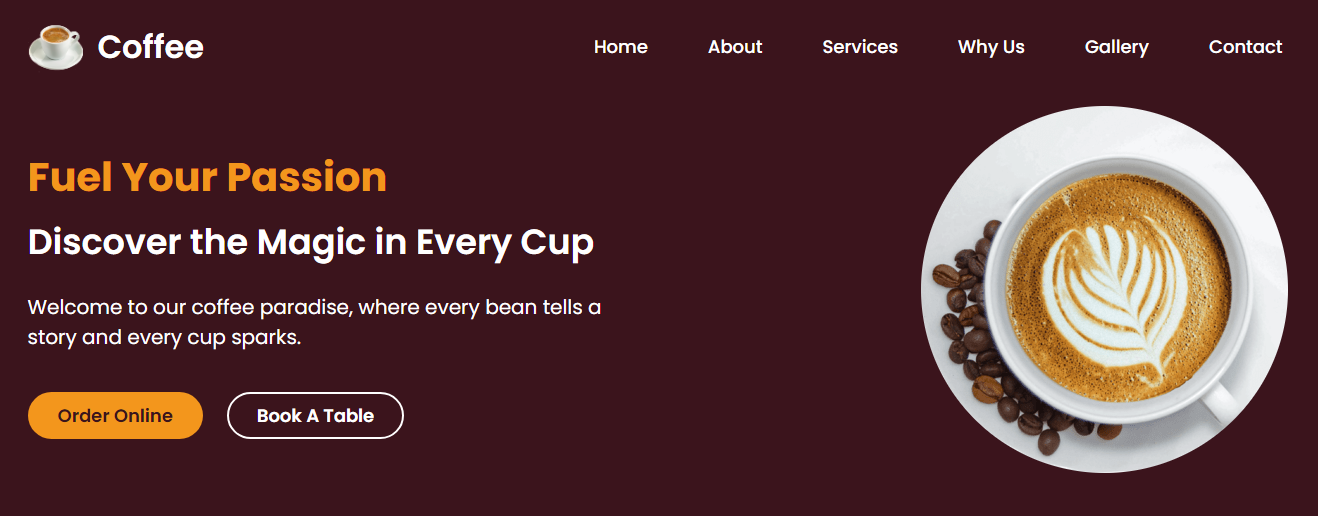 Coffee
Home About Services Why Us Gallery Contact
Fuel Your Passion
Discover the Magic in Every Cup
Welcome to our coffee paradise, where every bean tells a
story and every cup sparks.
Order Online Book A Table